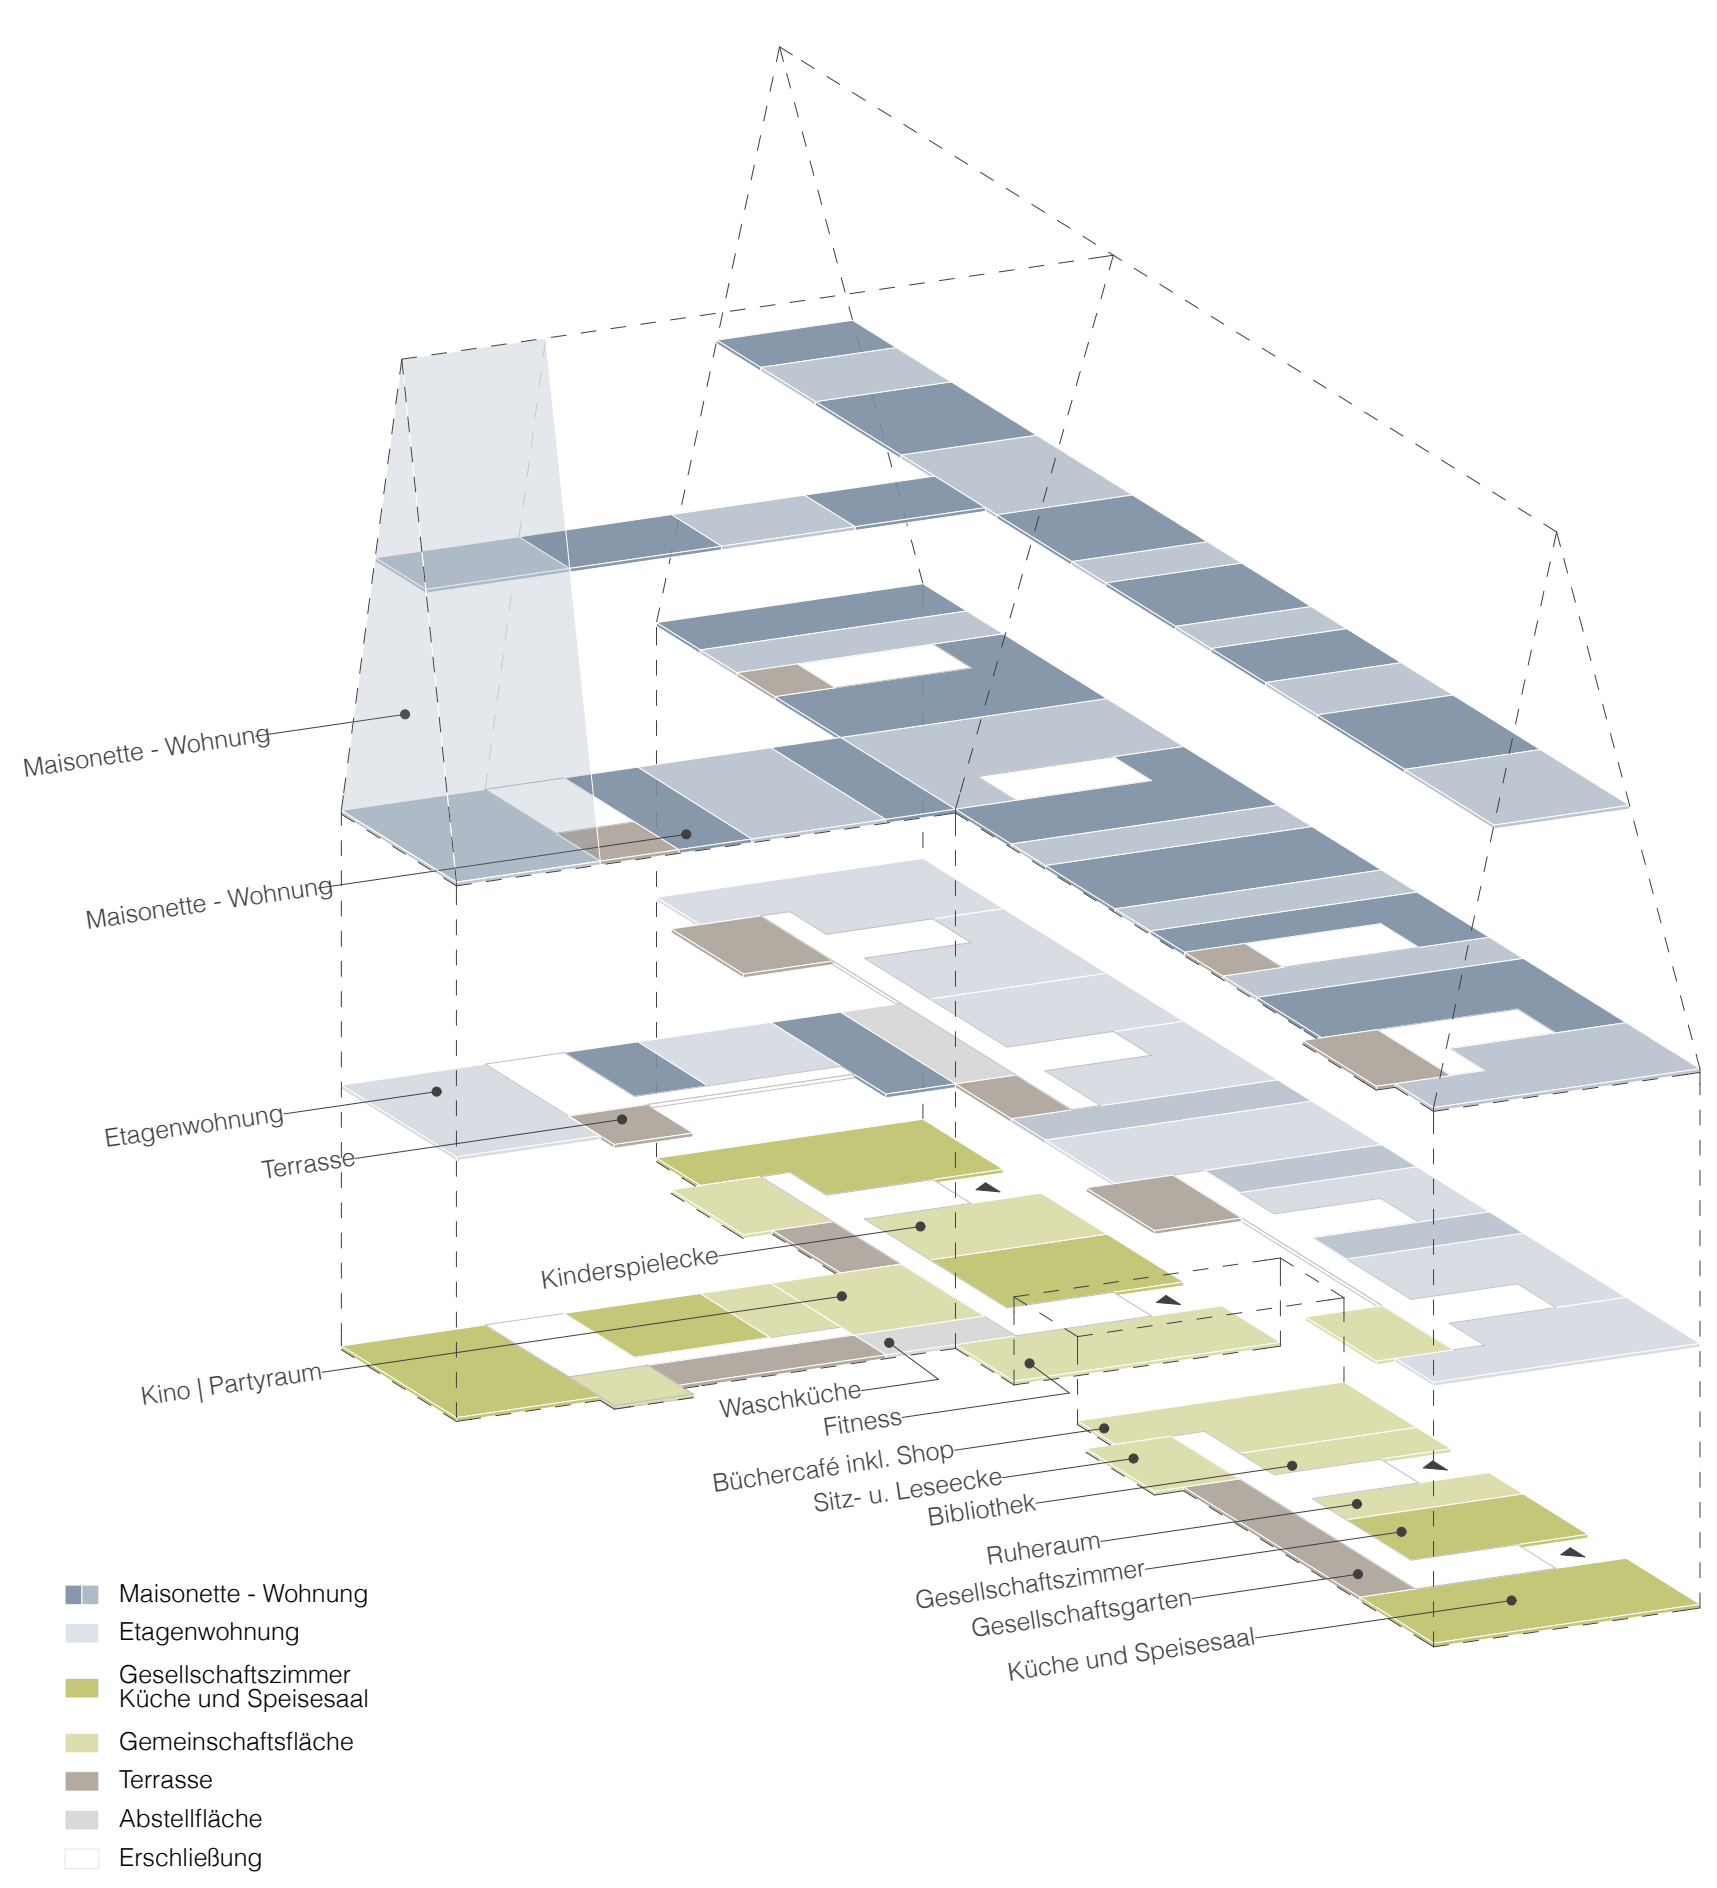 Maisonette - Wohnung
Maisonette - Wohnung
Etagenwohnung
Terrasse
Kinderspielecke
Kino | Partyraum
Waschküche
Fitness
Büchercafé inkl. Shop
Sitz- u. Leseecke
Bibliothek
Ruheraum
Gesellschaftszimmer
Gesellschaftsgarten
Küche und Speisesaal
Maisonette - Wohnung
Etagenwohnung
Gesellschaftszimmer
Küche und Speisesaal
Gemeinschaftsfläche
Terrasse
Abstellfläche
Erschließung